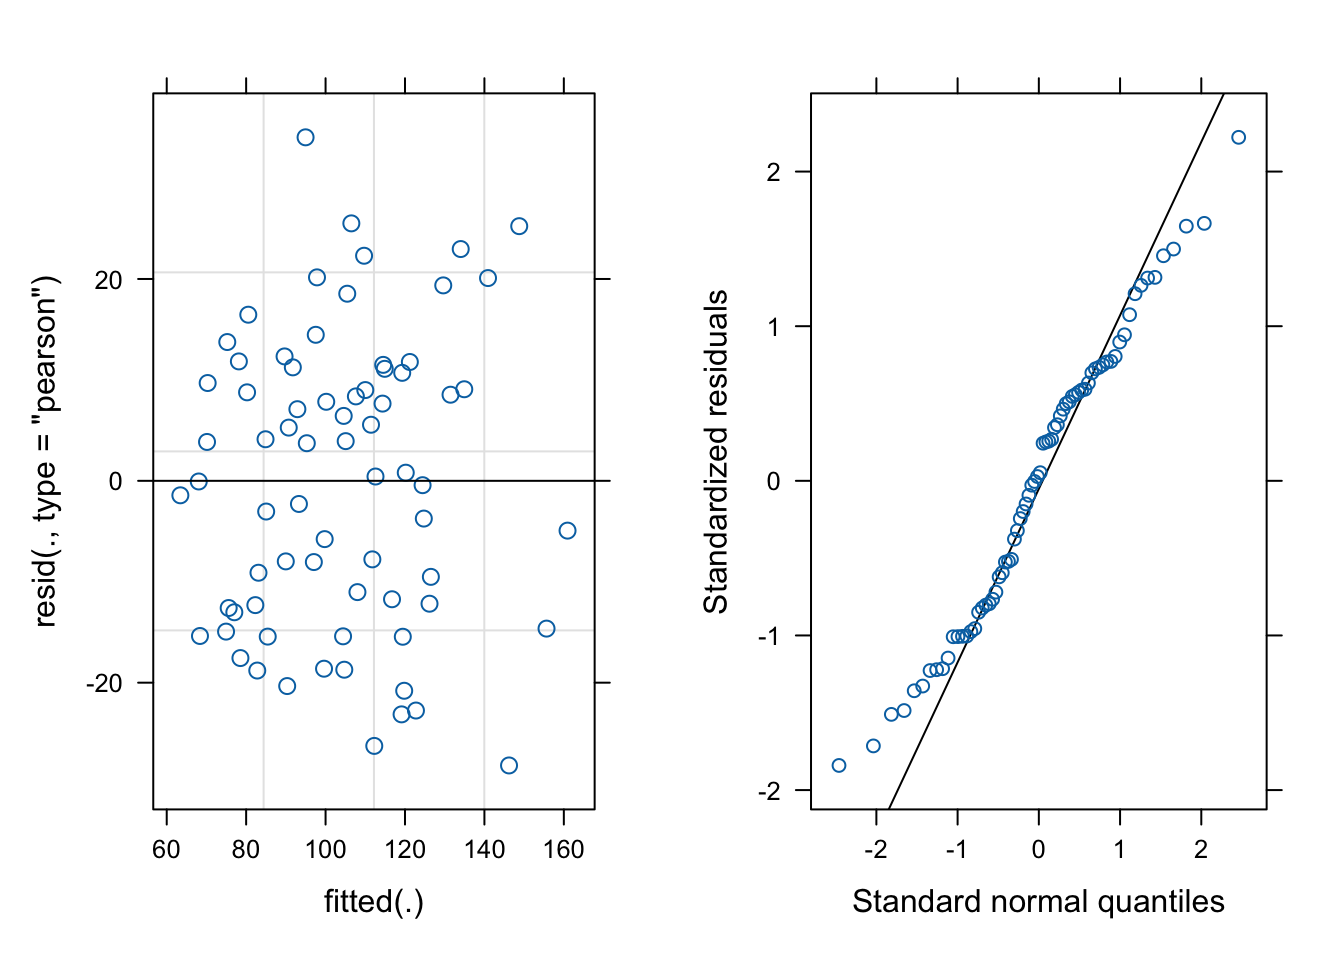 resid(., type = "pearson")
20
0
-20
60 80 100 120 140 160
fitted(.)
Standardized residuals
2
1
0
-1
-2
-2 -1 0 1 2
Standard normal quantiles